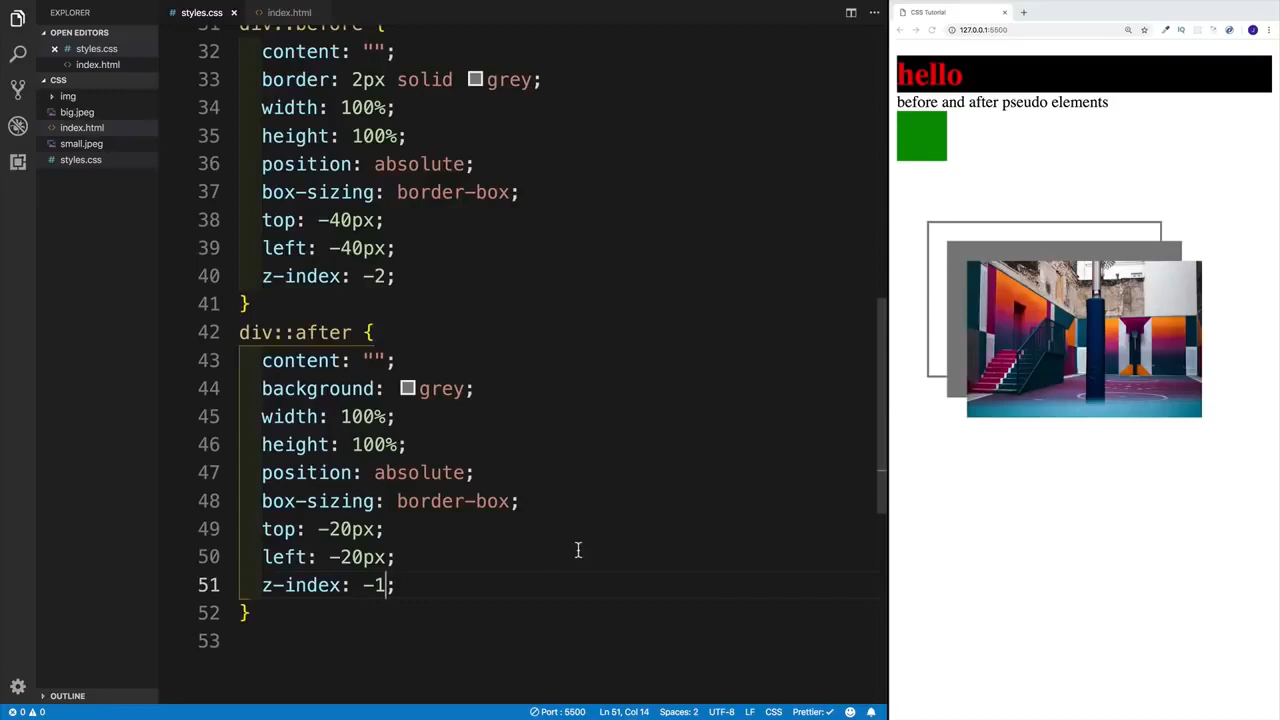 EXPLORER
OPEN EDITORS
styles.css
index.html
CSS
img
big.jpeg
index.html
small.jpeg
styles.css
OUTLINE
styles.css
index.html
31 div::before {
32 content: "";
33 border: 2px solid grey;
34 width: 100%;
35 height: 100%;
36 position: absolute;
37 box-sizing: border-box;
38 top: -40px;
39 left: -40px;
40 z-index: -2;
41 }
42 div::after {
43 content: "";
44 background: grey;
45 width: 100%;
46 height: 100%;
47 position: absolute;
48 box-sizing: border-box;
49 top: -20px;
50 left: -20px;
51 z-index: -1;
52 }
53
0 0
Port : 5500
Ln 51, Col 14
Spaces: 2
UTF-8
LF
CSS
Prettier: ✓
CSS Tutorial
127.0.0.1:5500
IQ
J
hello
before and after pseudo elements